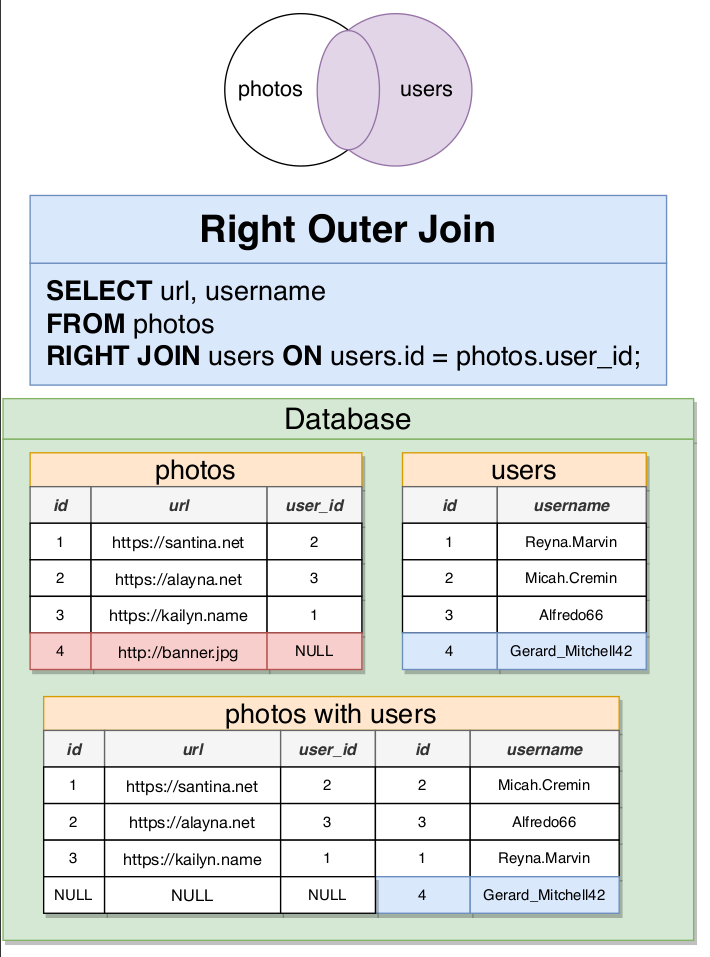 photos users
Right Outer Join
SELECT url, username
FROM photos
RIGHT JOIN users ON users.id = photos.user_id;
Database
photos
id url user_id
1 https://santina.net 2
2 https://alayna.net 3
3 https://kailyn.name 1
4 http://banner.jpg NULL
users
id username
1 Reyna.Marvin
2 Micah.Cremin
3 Alfredo66
4 Gerard_Mitchell42
photos with users
id url user_id id username
1 https://santina.net 2 2 Micah.Cremin
2 https://alayna.net 3 3 Alfredo66
3 https://kailyn.name 1 1 Reyna.Marvin
NULL NULL NULL 4 Gerard_Mitchell42